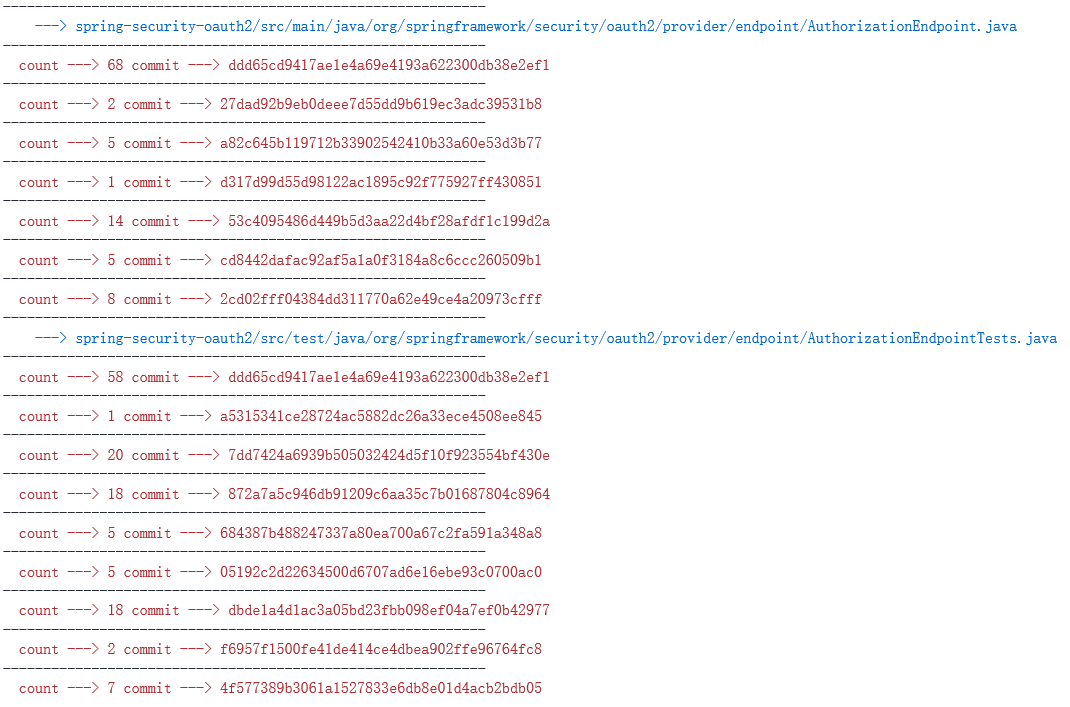 ------------------------------------------------------------
---> spring-security-oauth2/src/main/java/org/springframework/security/oauth2/provider/endpoint/AuthorizationEndpoint.java
------------------------------------------------------------
count ---> 68 commit ---> ddd65cd9417ae1e4a69e4193a622300db38e2ef1
------------------------------------------------------------
count ---> 2 commit ---> 27dad92b9eb0deee7d55dd9b619ec3adc39531b8
------------------------------------------------------------
count ---> 5 commit ---> a82c645b119712b33902542410b33a60e53d3b77
------------------------------------------------------------
count ---> 1 commit ---> d317d99d55d98122ac1895c92f775927ff430851
------------------------------------------------------------
count ---> 14 commit ---> 53c4095486d449b5d3aa22d4bf28afdf1c199d2a
------------------------------------------------------------
count ---> 5 commit ---> cd8442dafac92af5a1a0f3184a8c6ccc260509b1
------------------------------------------------------------
count ---> 8 commit ---> 2cd02fff04384dd311770a62e49ce4a20973cfff
------------------------------------------------------------
---> spring-security-oauth2/src/test/java/org/springframework/security/oauth2/provider/endpoint/AuthorizationEndpointTests.java
------------------------------------------------------------
count ---> 58 commit ---> ddd65cd9417ae1e4a69e4193a622300db38e2ef1
------------------------------------------------------------
count ---> 1 commit ---> a5315341ce28724ac5882dc26a33ece4508ee845
------------------------------------------------------------
count ---> 20 commit ---> 7dd7424a6939b505032424d5f10f923554bf430e
------------------------------------------------------------
count ---> 18 commit ---> 872a7a5c946db91209c6aa35c7b01687804c8964
------------------------------------------------------------
count ---> 5 commit ---> 684387b488247337a80ea700a67c2fa591a348a8
------------------------------------------------------------
count ---> 5 commit ---> 05192c2d22634500d6707ad6e16ebe93c0700ac0
------------------------------------------------------------
count ---> 18 commit ---> dbde1a4d1ac3a05bd23fbb098ef04a7ef0b42977
------------------------------------------------------------
count ---> 2 commit ---> f6957f1500fe41de414ce4dbea902ffe96764fc8
------------------------------------------------------------
count ---> 7 commit ---> 4f577389b3061a1527833e6db8e01d4acb2bdb05